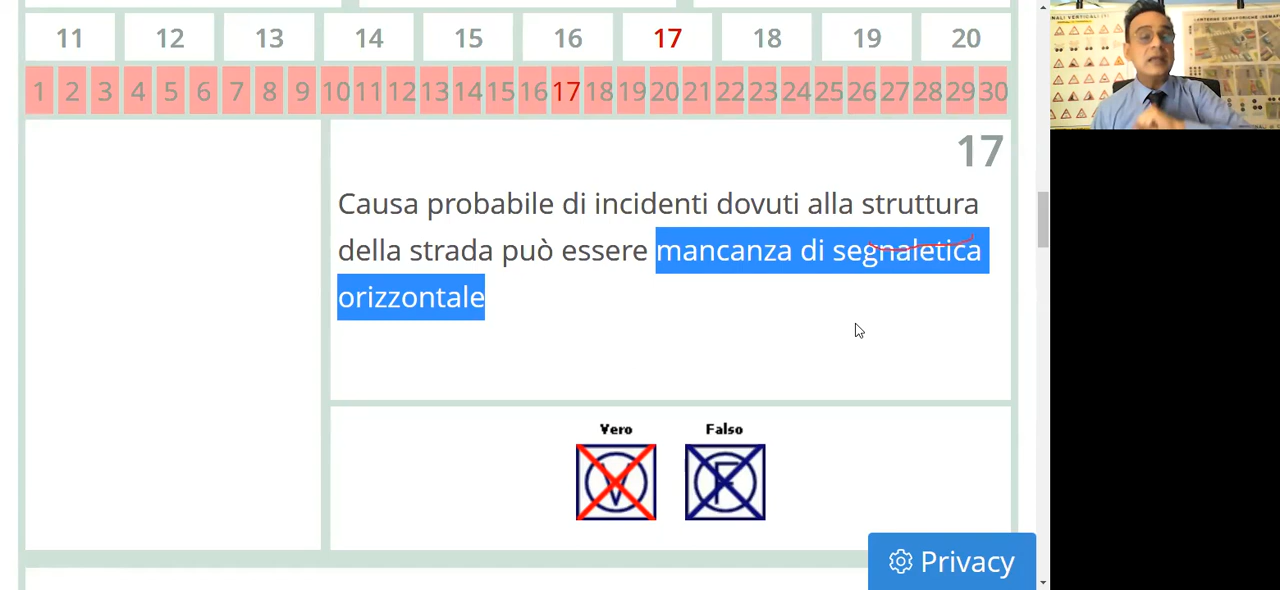 11 12 13 14 15 16 17 18 19 20
1 2 3 4 5 6 7 8 9 10 11 12 13 14 15 16 17 18 19 20 21 22 23 24 25 26 27 28 29 30
17
Causa probabile di incidenti dovuti alla struttura
della strada può essere mancanza di segnaletica
orizzontale
Vero Falso
V F
Privacy